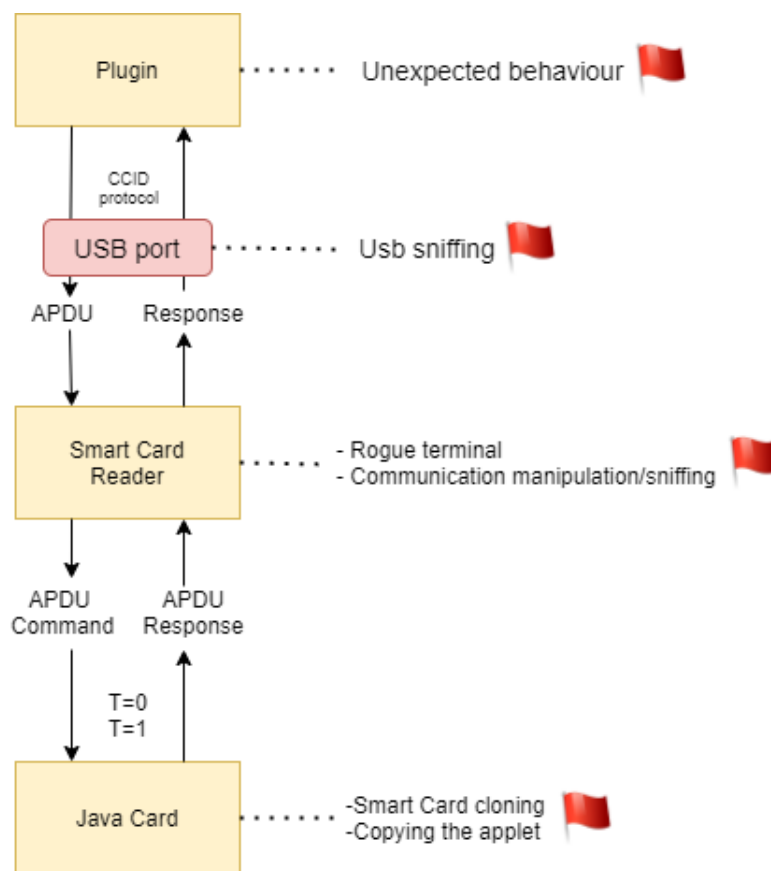 Plugin
Unexpected behaviour
CCID
protocol
USB port
Usb sniffing
APDU
Response
Smart Card
Reader
- Rogue terminal
- Communication manipulation/sniffing
APDU
Command
APDU
Response
T=0
T=1
Java Card
-Smart Card cloning
-Copying the applet